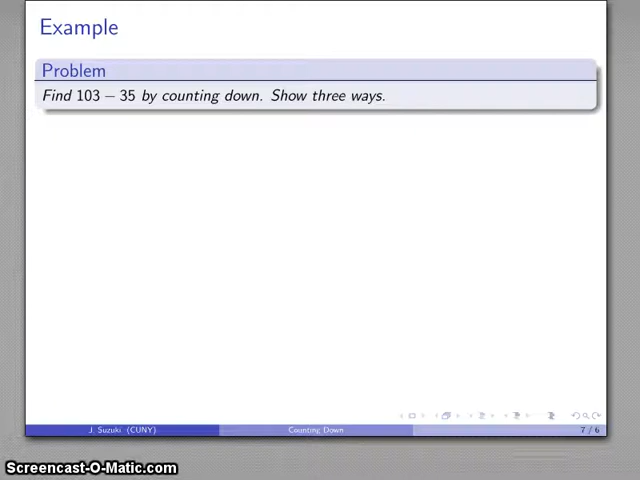 Example
Problem
Find 103 − 35 by counting down. Show three ways.
J. Suzuki (CUNY)
Counting Down
7 / 6
Screencast-O-Matic.com